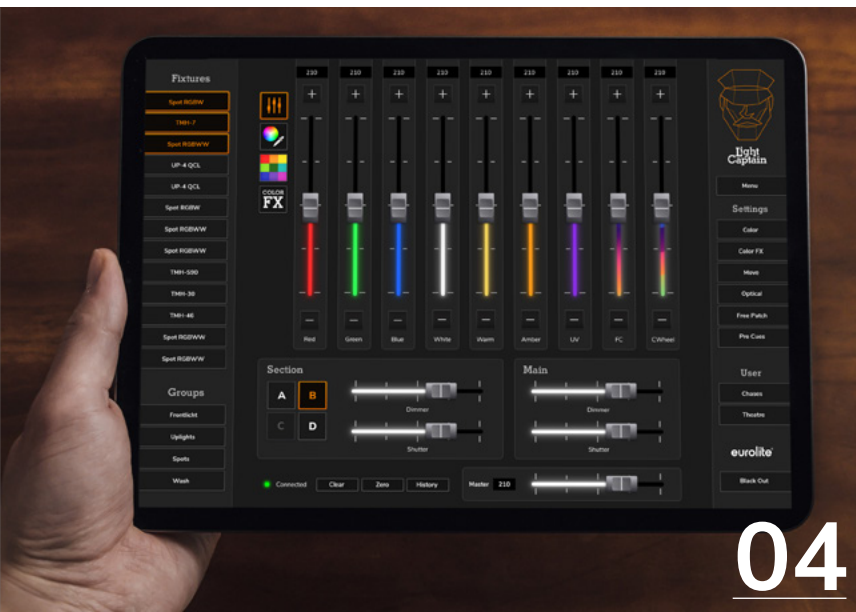 Fixtures
Spot RGBW
TMH-7
Spot RGBWW
UP-4 QCL
UP-4 QCL
Spot RGBW
Spot RGBWW
Spot RGBWW
TMH-S90
TMH-30
TMH-46
Spot RGBWW
Spot RGBWW
Groups
Frontlicht
Uplights
Spots
Wash
COLOR
FX
210 210 210 210 210 210 210 210 210
+ + + + + + + + +
− − − − − − − − −
Red Green Blue White Warm Amber UV FC CWheel
Section
A B
C D
Dimmer
Shutter
Main
Dimmer
Shutter
Connected Clear Zero History
Master 210
Light
Captain
Menu
Settings
Color
Color FX
Move
Optical
Free Patch
Pre Cues
User
Chases
Theatre
eurolite
Black Out
04